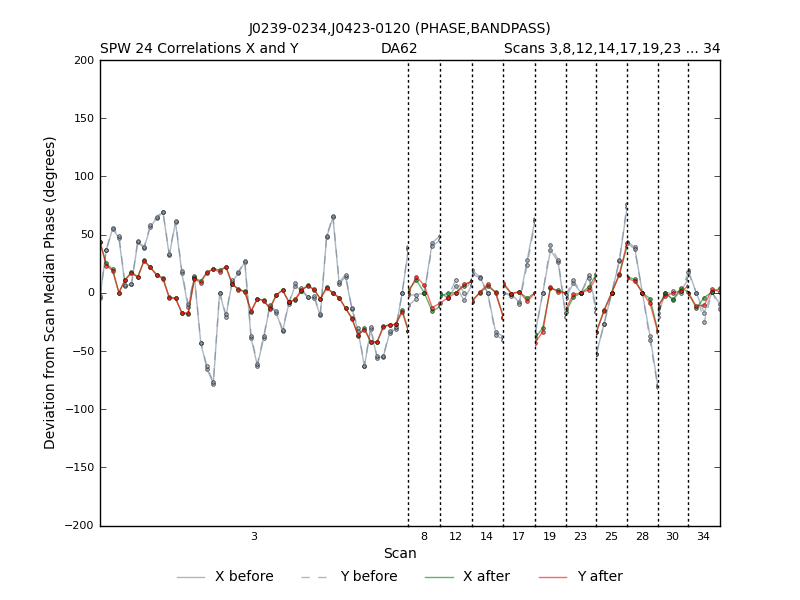 J0239-0234,J0423-0120 (PHASE,BANDPASS)
SPW 24 Correlations X and Y DA62 Scans 3,8,12,14,17,19,23 ... 34
200
150
100
50
0
−50
−100
−150
−200
Deviation from Scan Median Phase (degrees)
3 8 12 14 17 19 23 25 28 30 34
Scan
X before Y before X after Y after